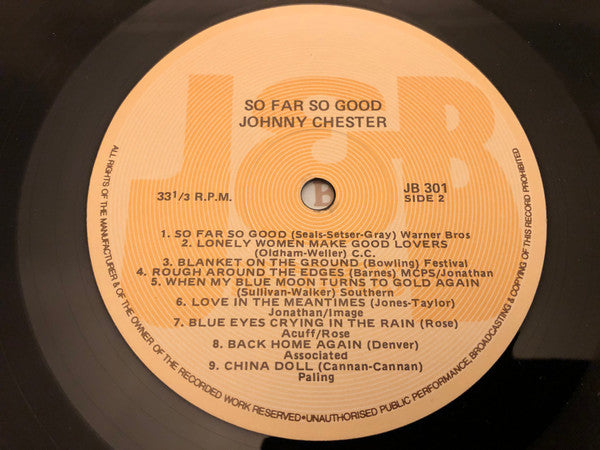 JOB
SO FAR SO GOOD
JOHNNY CHESTER
33 1/3 R.P.M.
B
JB 301
SIDE 2
1. SO FAR SO GOOD (Seals-Setser-Gray) Warner Bros
2. LONELY WOMEN MAKE GOOD LOVERS
(Oldham-Weller) C.C.
3. BLANKET ON THE GROUND (Bowling) Festival
4. ROUGH AROUND THE EDGES (Barnes) MCPS/Jonathan
5. WHEN MY BLUE MOON TURNS TO GOLD AGAIN
(Sullivan-Walker) Southern
6. LOVE IN THE MEANTIMES (Jones-Taylor)
Jonathan/Image
7. BLUE EYES CRYING IN THE RAIN (Rose)
Acuff/Rose
8. BACK HOME AGAIN (Denver)
Associated
9. CHINA DOLL (Cannan-Cannan)
Paling
ALL RIGHTS OF THE MANUFACTURER & OF THE OWNER OF THE RECORDED WORK RESERVED•UNAUTHORISED PUBLIC PERFORMANCE, BROADCASTING & COPYING OF THIS RECORD PROHIBITED